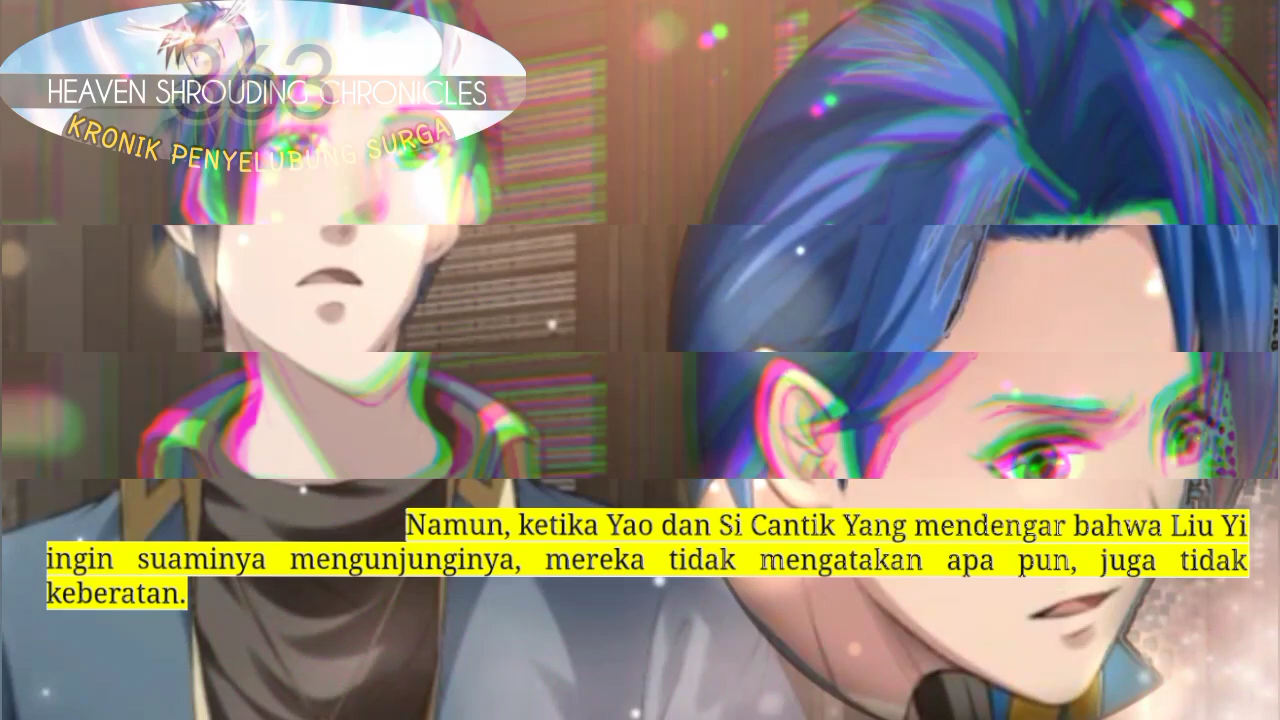 363
HEAVEN SHROUDING CHRONICLES
KRONIK PENYELUBUNG SURGA
Namun, ketika Yao dan Si Cantik Yang mendengar bahwa Liu Yi
ingin suaminya mengunjunginya, mereka tidak mengatakan apa pun, juga tidak
keberatan.